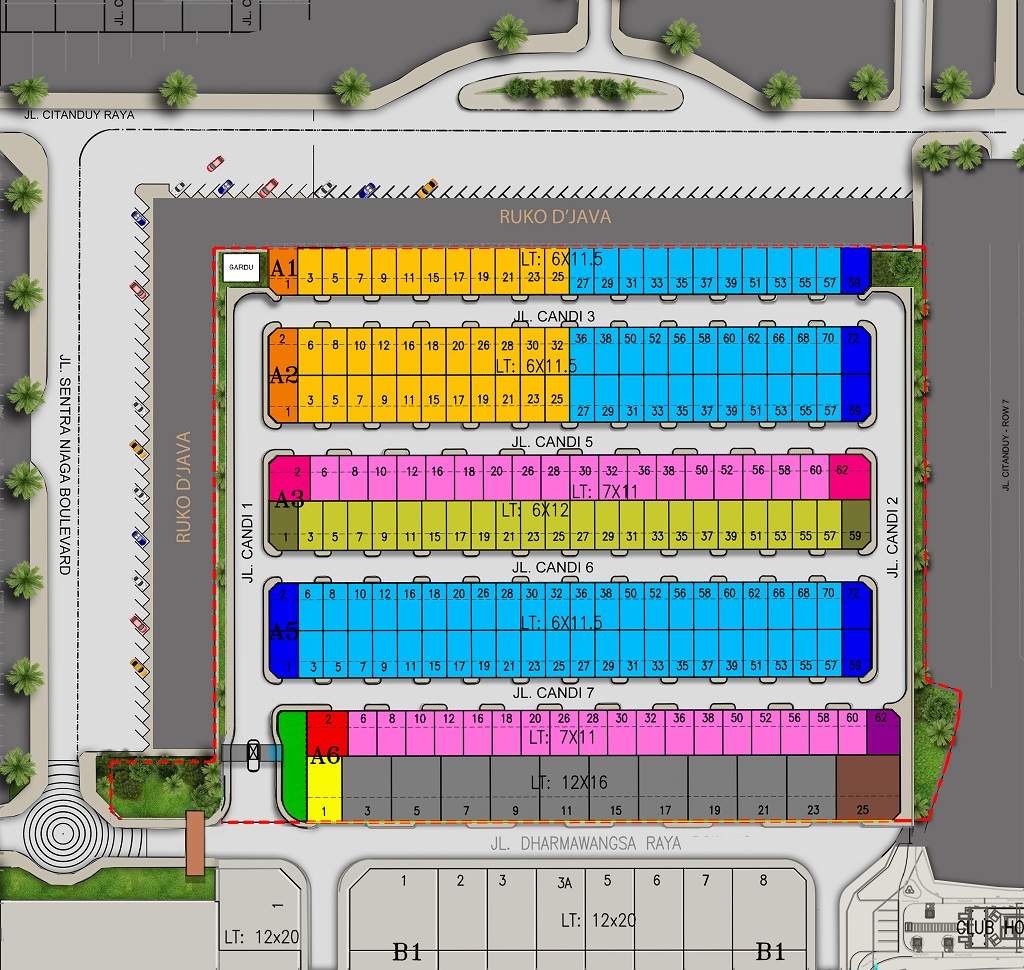 JL. C
JL. C
JL. CITANDUY RAYA
RUKO D'JAVA
GARDU
A1
LT: 6X11.5
1 3 5 7 9 11 15 17 19 21 23 25 27 29 31 33 35 37 51 53 55 57 59
JL. CANDI 3
2 6 8 10 12 16 18 20 26 28 30 32 36 38 50 52 56 58 60 62 66 68 70 72
LT: 6X11.5
A2
1 3 5 7 9 11 15 17 19 21 23 25 27 29 31 33 35 37 51 53 55 57 59
JL. CANDI 5
2 6 8 10 12 16 18 20 26 28 30 32 36 38 50 52 56 58 60 62
LT: 7X11
A3
LT: 6X12
1 3 5 7 9 11 15 17 19 21 23 25 27 29 31 33 35 37 51 53 55 57 59
JL. CANDI 6
2 6 8 10 12 16 18 20 26 28 30 32 36 38 50 52 56 58 60 62 66 68 70 72
LT: 6X11.5
A5
1 3 5 7 9 11 15 17 19 21 23 25 27 29 31 33 35 37 51 53 55 57 59
JL. CANDI 7
2 6 8 10 12 16 18 20 26 28 30 32 36 38 50 52 56 58 60 62
LT: 7X11
A6
LT: 12X16
1 3 5 7 9 11 15 17 19 21 23 25
JL. SENTRA NIAGA BOULEVARD
RUKO D'JAVA
JL. CANDI 1
JL. CANDI 2
JL. CITANDUY - ROW 7
JL. DHARMAWANGSA RAYA
1
LT: 12x20
1 2 3 3A 5 6 7 8
LT: 12x20
B1
B1
CLUB HO